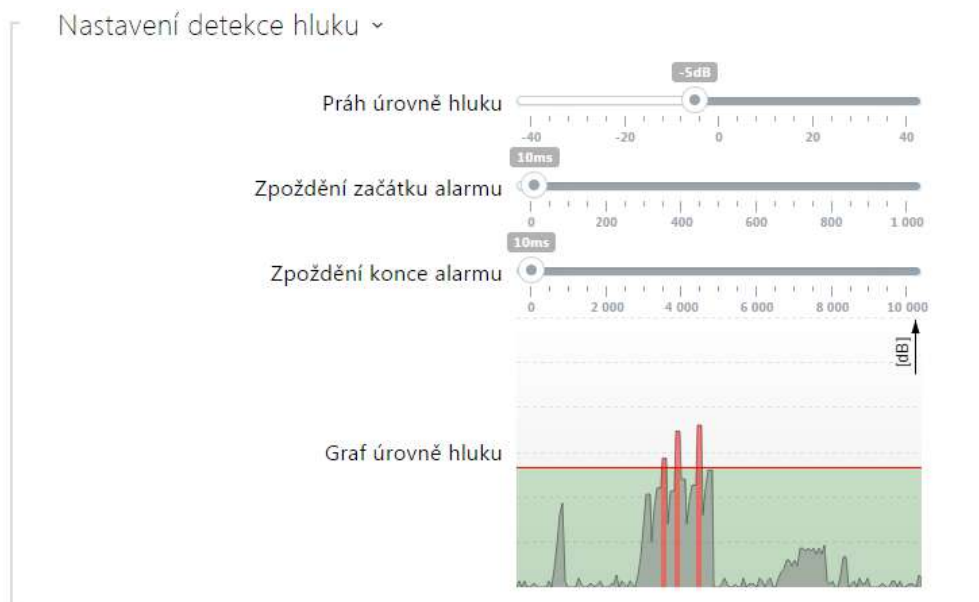 Nastavení detekce hluku
-5dB
Práh úrovně hluku
-40 -20 0 20 40
10ms
Zpoždění začátku alarmu
0 200 400 600 800 1 000
10ms
Zpoždění konce alarmu
0 2 000 4 000 6 000 8 000 10 000
[dB]
Graf úrovně hluku